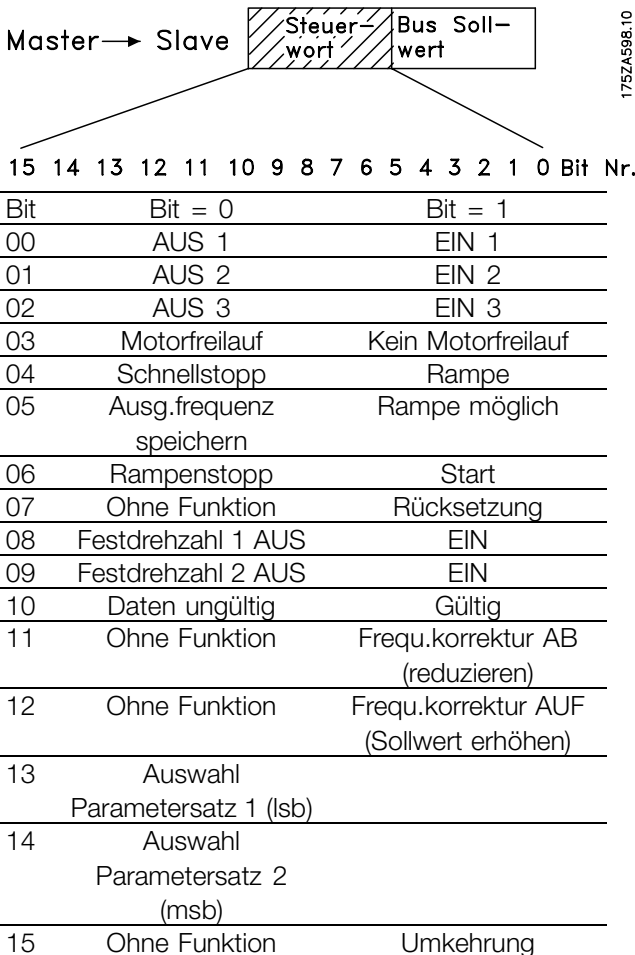 Master→ Slave Steuer- Bus Soll-
wort wert
175ZA598.10
15 14 13 12 11 10 9 8 7 6 5 4 3 2 1 0 Bit Nr.
Bit Bit = 0 Bit = 1
00 AUS 1 EIN 1
01 AUS 2 EIN 2
02 AUS 3 EIN 3
03 Motorfreilauf Kein Motorfreilauf
04 Schnellstopp Rampe
05 Ausg.frequenz Rampe möglich
speichern
06 Rampenstopp Start
07 Ohne Funktion Rücksetzung
08 Festdrehzahl 1 AUS EIN
09 Festdrehzahl 2 AUS EIN
10 Daten ungültig Gültig
11 Ohne Funktion Frequ.korrektur AB
(reduzieren)
12 Ohne Funktion Frequ.korrektur AUF
(Sollwert erhöhen)
13 Auswahl
Parametersatz 1 (lsb)
14 Auswahl
Parametersatz 2
(msb)
15 Ohne Funktion Umkehrung